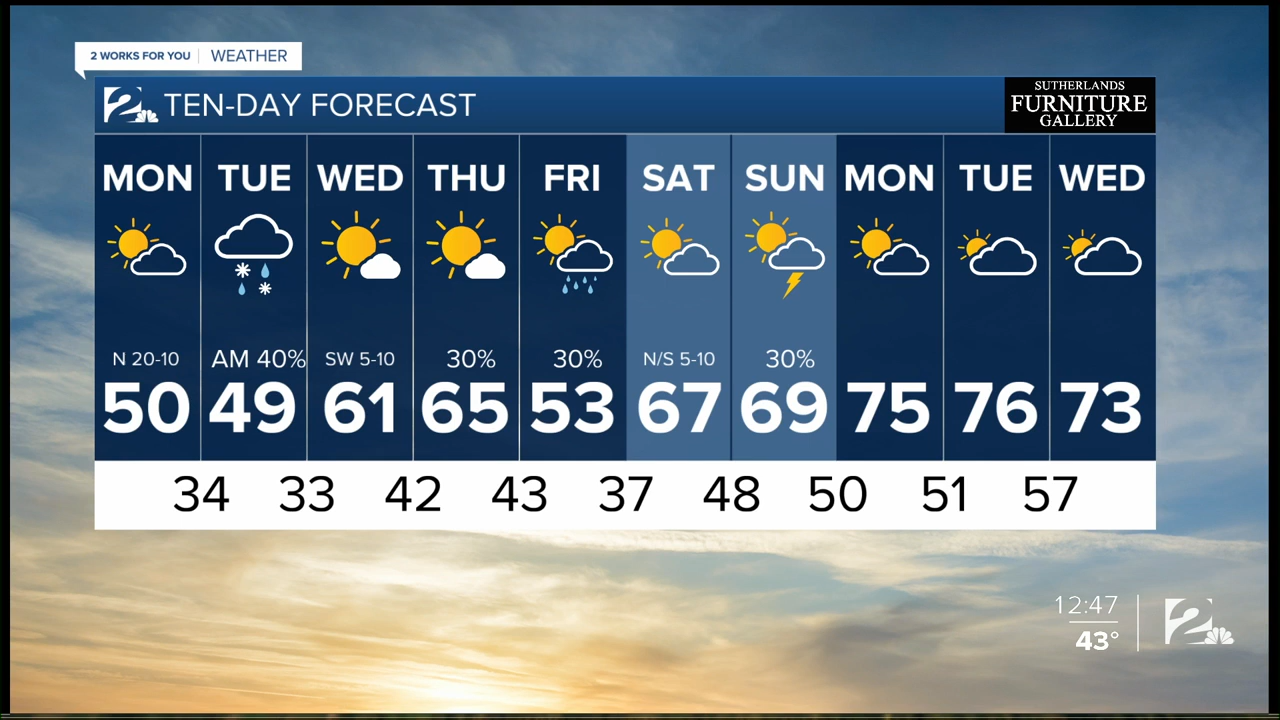 2 WORKS FOR YOU | WEATHER
2 TEN-DAY FORECAST
SUTHERLANDS
FURNITURE
GALLERY
MON TUE WED THU FRI SAT SUN MON TUE WED
N 20-10 AM 40% SW 5-10 30% 30% N/S 5-10 30%
50 49 61 65 53 67 69 75 76 73
34 33 42 43 37 48 50 51 57
12:47
43°
2